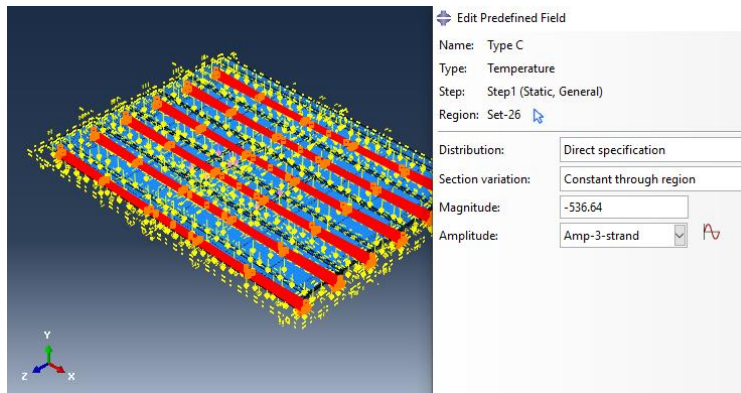 Edit Predefined Field
Name: Type C
Type: Temperature
Step: Step1 (Static, General)
Region: Set-26
Distribution: Direct specification
Section variation: Constant through region
Magnitude: -536.64
Amplitude: Amp-3-strand
Y
Z X